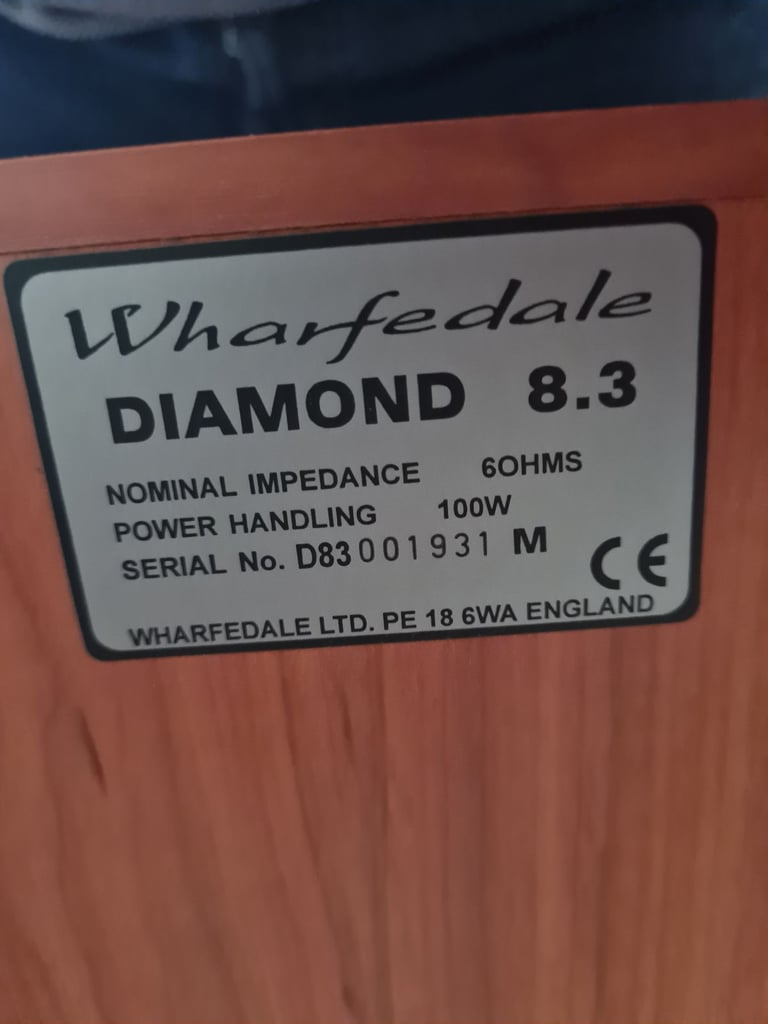 Wharfedale
DIAMOND 8.3
NOMINAL IMPEDANCE 6OHMS
POWER HANDLING 100W
SERIAL No. D83001931 M
CE
WHARFEDALE LTD. PE 18 6WA ENGLAND